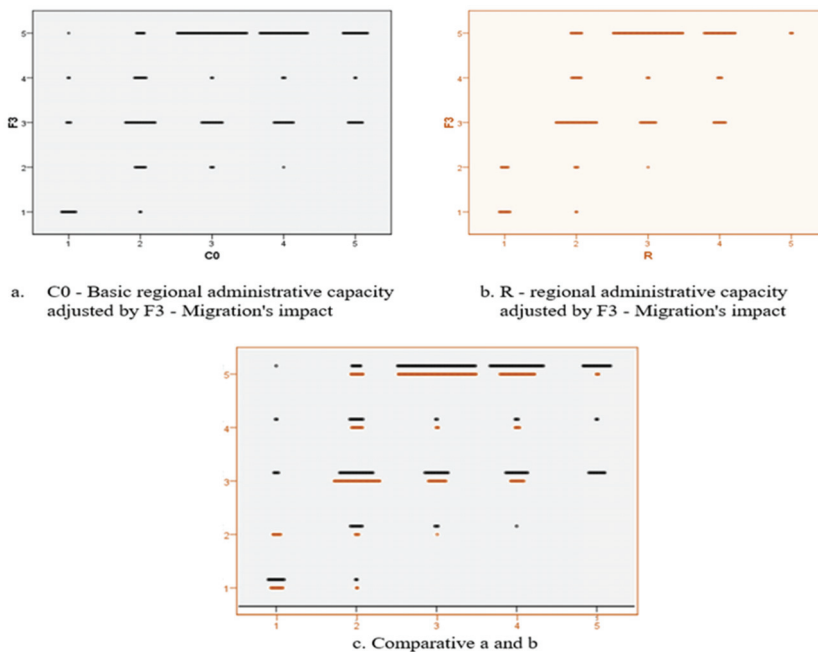 5
4
F3
3
2
1
1 2 3 4 5
C0
5
4
F3
3
2
1
1 2 3 4 5
R
a. C0 - Basic regional administrative capacity
adjusted by F3 - Migration's impact
b. R - regional administrative capacity
adjusted by F3 - Migration's impact
5
4
3
2
1
1 2 3 4 5
c. Comparative a and b